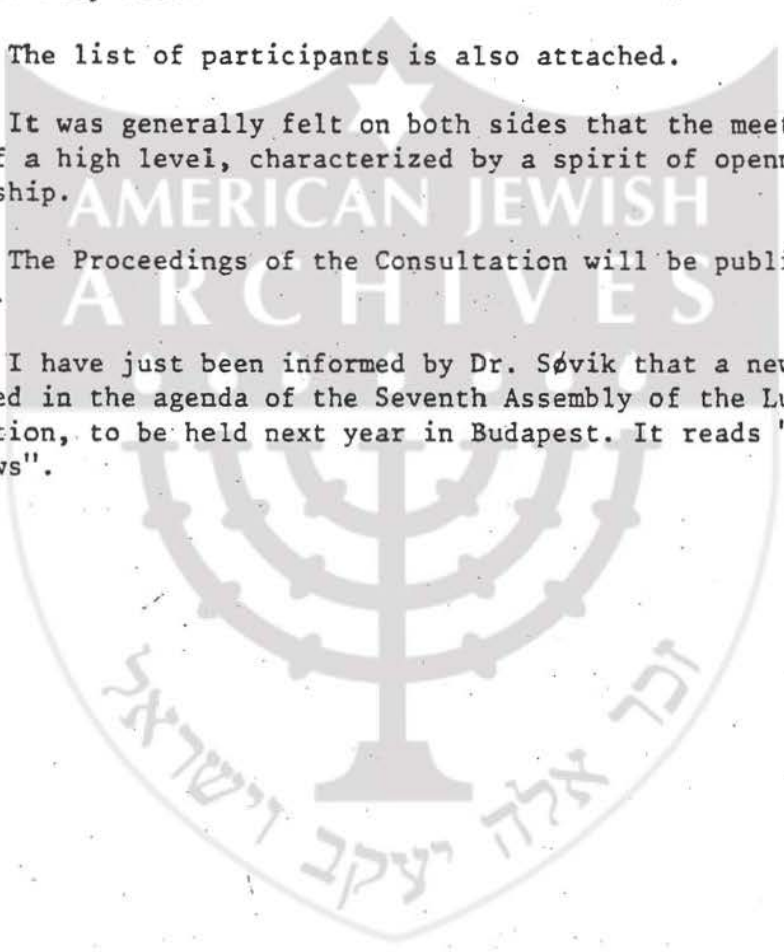 The list of participants is also attached.
It was generally felt on both sides that the meet
f a high level, characterized by a spirit of openn
ship.
AMERICAN JEWISH
The Proceedings of the Consultation will be publi
ARCHIVES
I have just been informed by Dr. Søvik that a new
ed in the agenda of the Seventh Assembly of the Lu
tion, to be held next year in Budapest. It reads "
ws".
זכר אלה יעקב וישראל